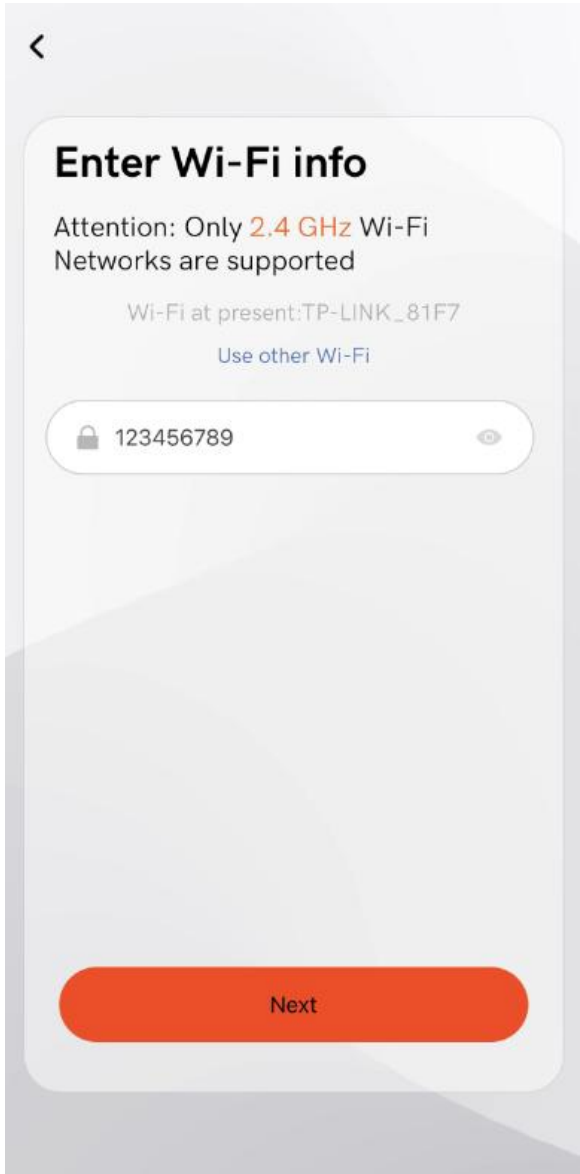 Enter Wi-Fi info
Attention: Only 2.4 GHz Wi-Fi
Networks are supported
Wi-Fi at present:TP-LINK_81F7
Use other Wi-Fi
123456789
Next